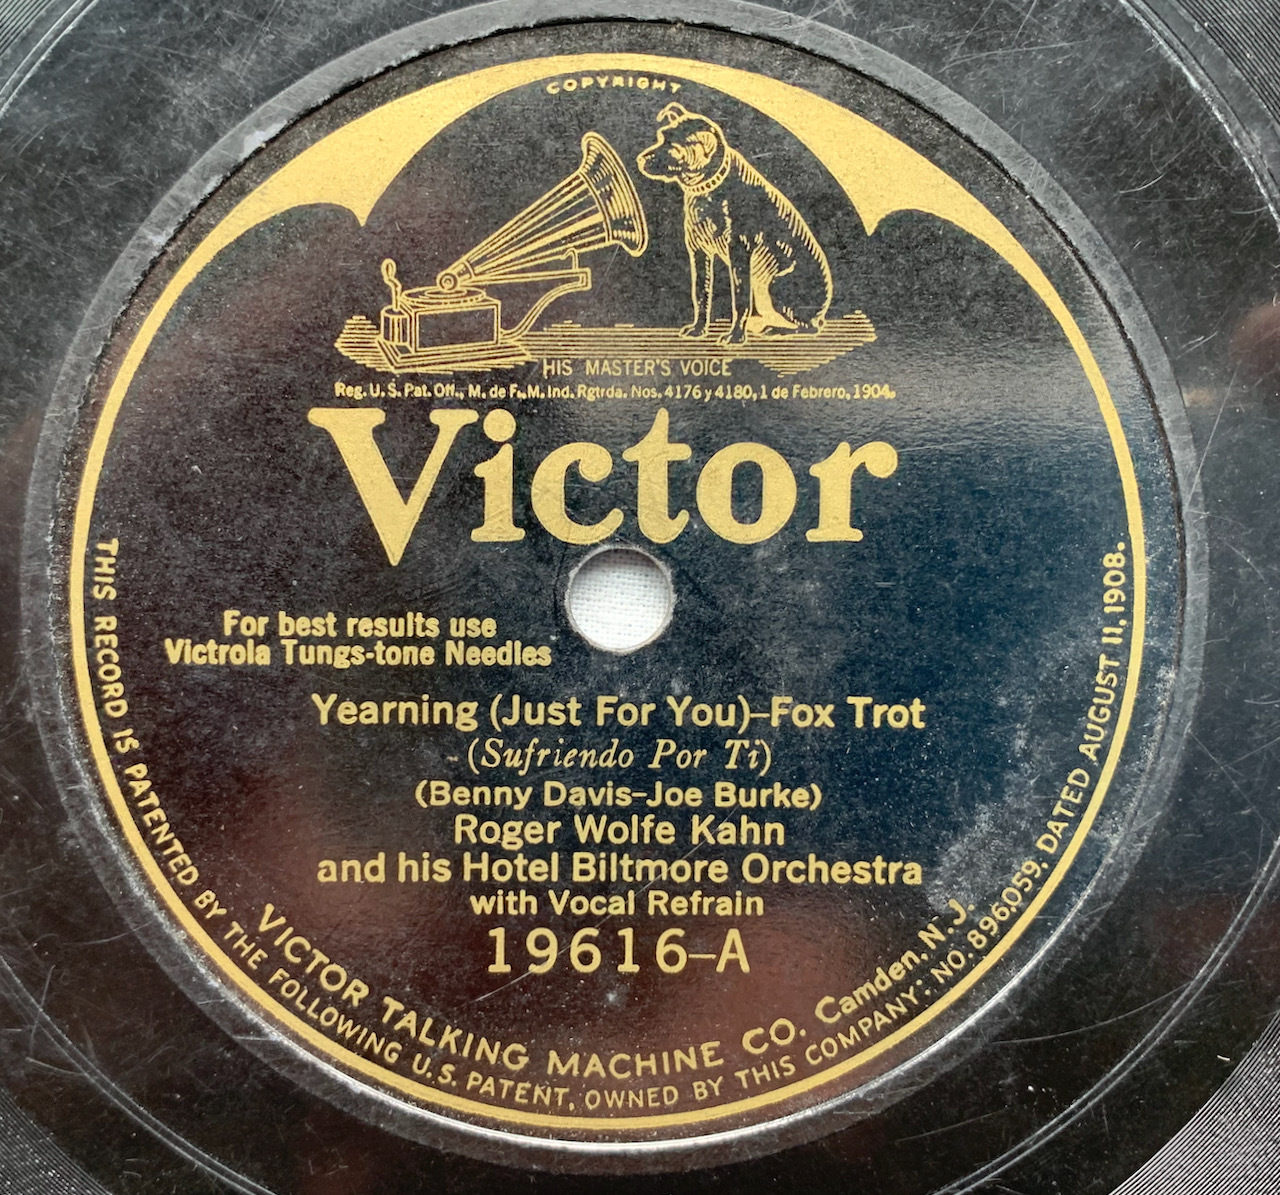 COPYRIGHT
HIS MASTER'S VOICE
Reg. U. S. Pat. Off., M. de F., M. Ind. Rgtrda. Nos. 4176 y 4180, 1 de Febrero, 1904.
Victor
For best results use
Victrola Tungs-tone Needles
Yearning (Just For You)–Fox Trot
(Sufriendo Por Ti)
(Benny Davis–Joe Burke)
Roger Wolfe Kahn
and his Hotel Biltmore Orchestra
with Vocal Refrain
19616–A
VICTOR TALKING MACHINE CO. Camden, N. J.
THIS RECORD IS PATENTED BY THE FOLLOWING U.S. PATENT, OWNED BY THIS COMPANY: NO. 896,059, DATED AUGUST 11, 1908.